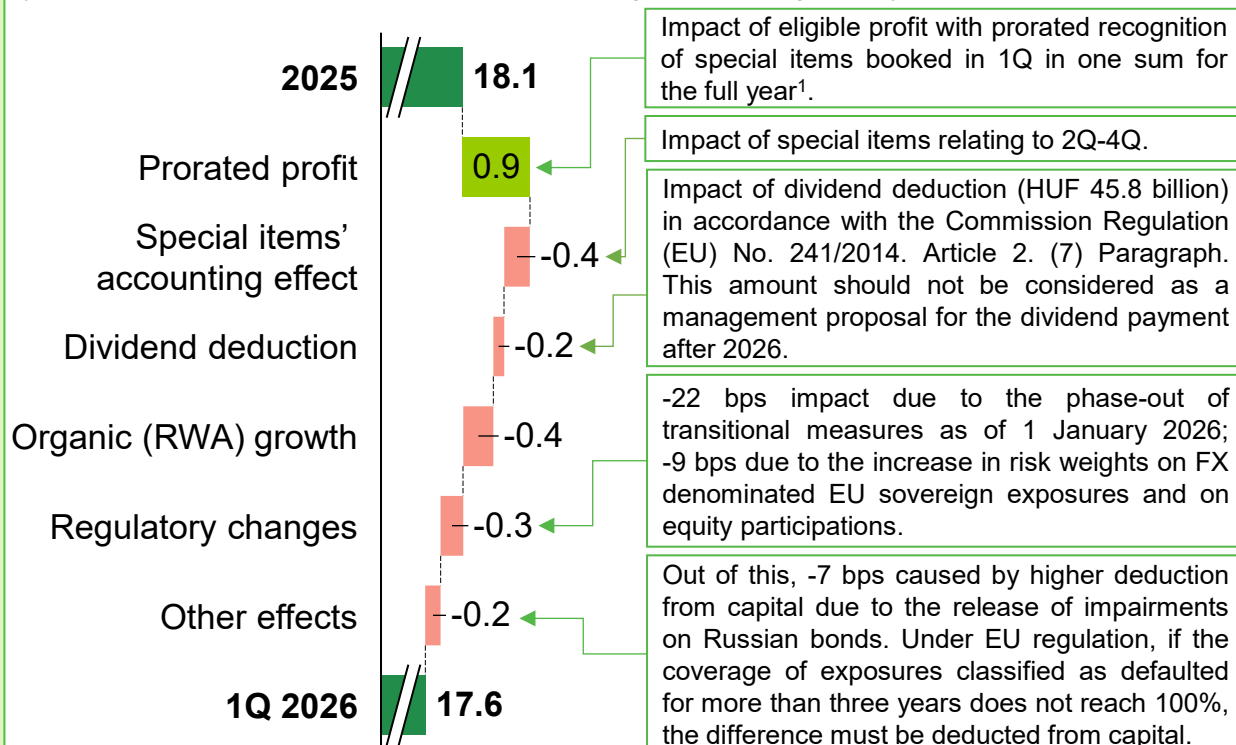 2025
18.1
Impact of eligible profit with prorated recognition
of special items booked in 1Q in one sum for
the full year¹.
Prorated profit
0.9
Impact of special items relating to 2Q-4Q.
Special items’
accounting effect
-0.4
Impact of dividend deduction (HUF 45.8 billion)
in accordance with the Commission Regulation
(EU) No. 241/2014. Article 2. (7) Paragraph.
This amount should not be considered as a
management proposal for the dividend payment
after 2026.
Dividend deduction
-0.2
Organic (RWA) growth
-0.4
-22 bps impact due to the phase-out of
transitional measures as of 1 January 2026;
-9 bps due to the increase in risk weights on FX
denominated EU sovereign exposures and on
equity participations.
Regulatory changes
-0.3
Other effects
-0.2
Out of this, -7 bps caused by higher deduction
from capital due to the release of impairments
on Russian bonds. Under EU regulation, if the
coverage of exposures classified as defaulted
for more than three years does not reach 100%,
the difference must be deducted from capital.
1Q 2026
17.6